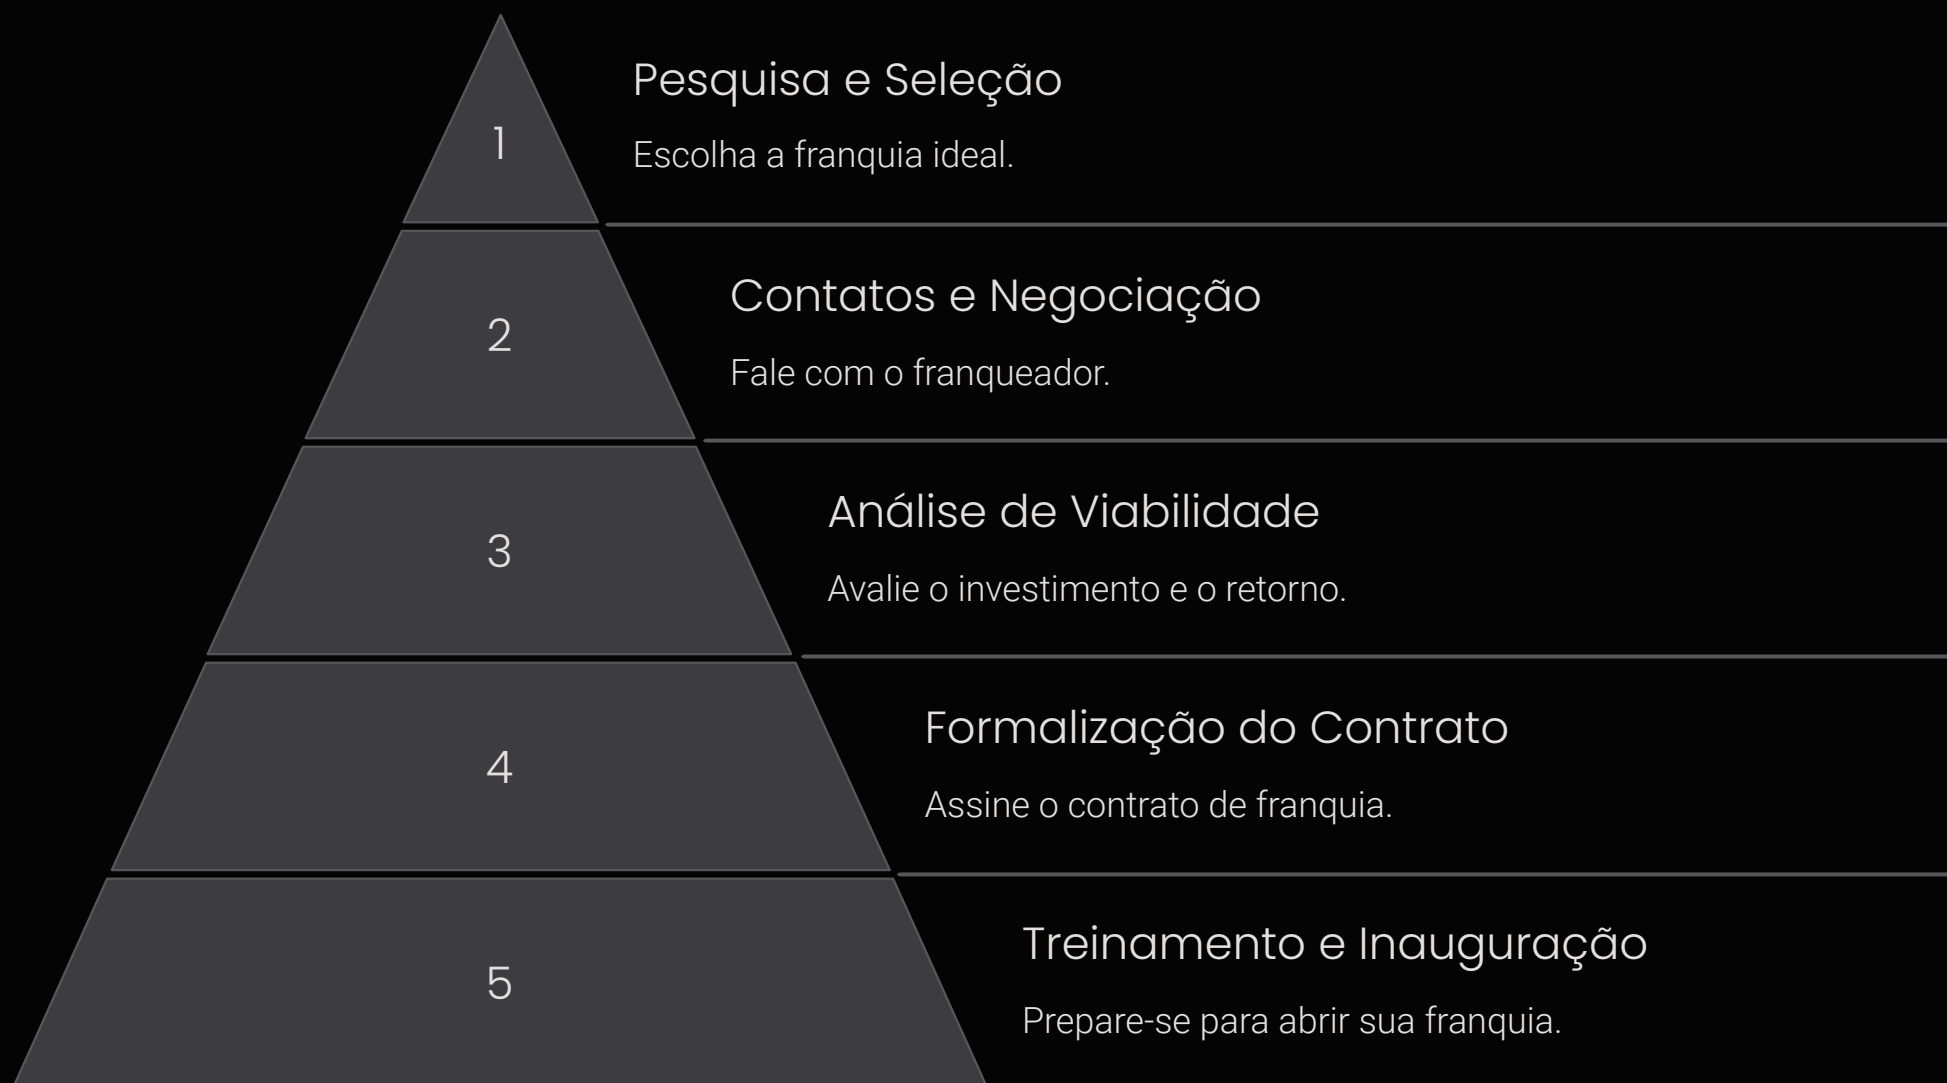 1
Pesquisa e Seleção
Escolha a franquia ideal.
2
Contatos e Negociação
Fale com o franqueador.
3
Análise de Viabilidade
Avalie o investimento e o retorno.
4
Formalização do Contrato
Assine o contrato de franquia.
5
Treinamento e Inauguração
Prepare-se para abrir sua franquia.